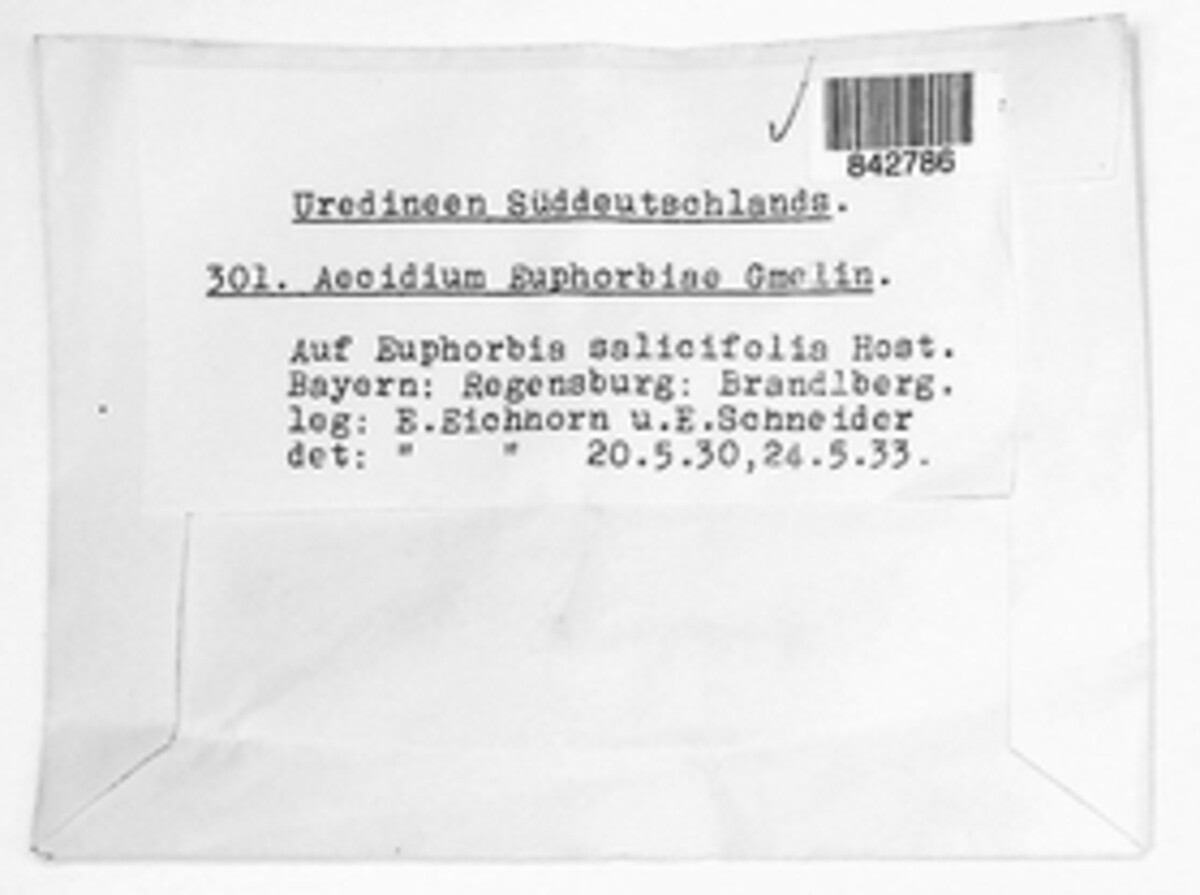 842786
Uredineen Süddeutschlands.
301. Aecidium Euphorbiae Gmelin.
Auf Euphorbia salicifolia Host.
Bayern: Regensburg: Brandlberg.
leg: E.Eichhorn u.E.Schneider
det: " " 20.5.30,24.5.33.